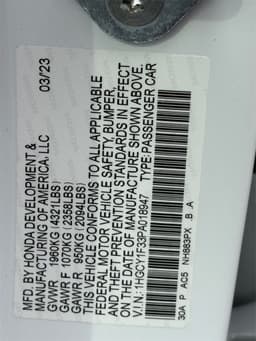 MFD. BY HONDA DEVELOPMENT &
MANUFACTURING OF AMERICA, LLC 03/23
GVWR 1960KG (4321LBS)
GAWR F 1070KG (2358LBS)
GAWR R 950KG (2094LBS)
THIS VEHICLE CONFORMS TO ALL APPLICABLE
FEDERAL MOTOR VEHICLE SAFETY, BUMPER,
AND THEFT PREVENTION STANDARDS IN EFFECT
ON THE DATE OF MANUFACTURE SHOWN ABOVE.
V.I.N.: 1HGCY1F33PA018947 TYPE:PASSENGER CAR
30A P AC5 NH883PX B A